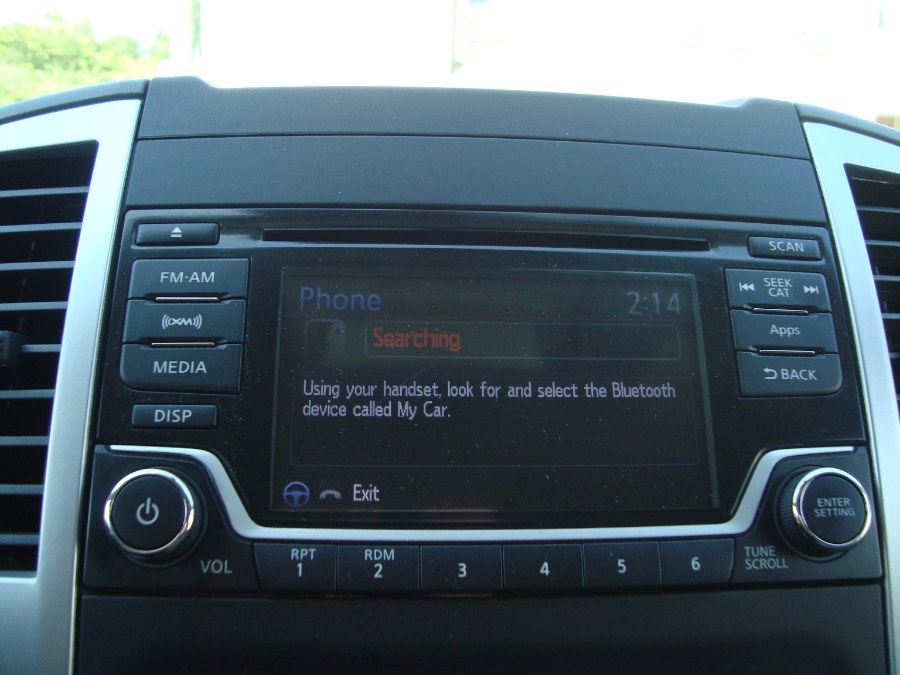 SCAN
FM·AM
SEEK
CAT
Phone
2:14
XM
Searching
Apps
MEDIA
BACK
Using your handset, look for and select the Bluetooth
device called My Car.
DISP
Exit
ENTER
SETTING
VOL
RPT
1
RDM
2
3
4
5
6
TUNE
SCROLL